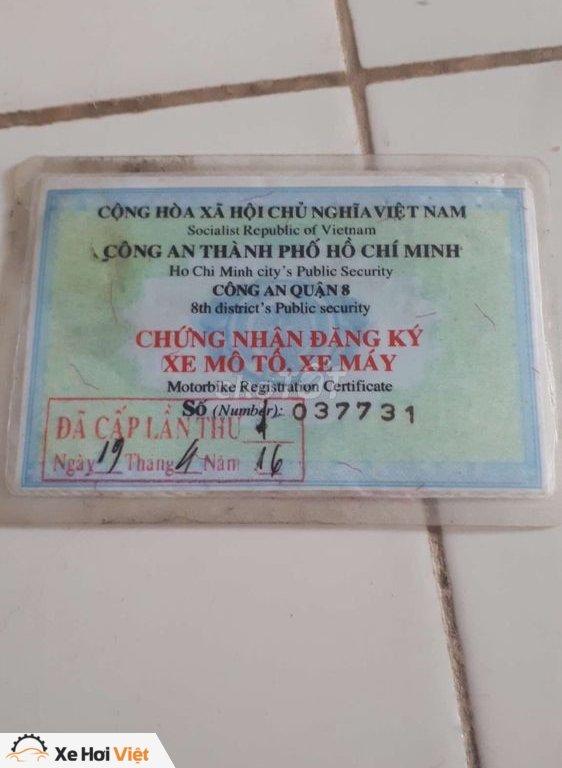 CỘNG HÒA XÃ HỘI CHỦ NGHĨA VIỆT NAM
Socialist Republic of Vietnam
CÔNG AN THÀNH PHỐ HỒ CHÍ MINH
Ho Chi Minh city's Public Security
CÔNG AN QUẬN 8
8th district's Public security
CHỨNG NHẬN ĐĂNG KÝ
XE MÔ TÔ, XE MÁY
Motorbike Registration Certificate
Số (Number): 037731
ĐÃ CẤP LẦN THỨ 1
Ngày 19 Tháng 4 Năm 16
Xe Hơi Việt